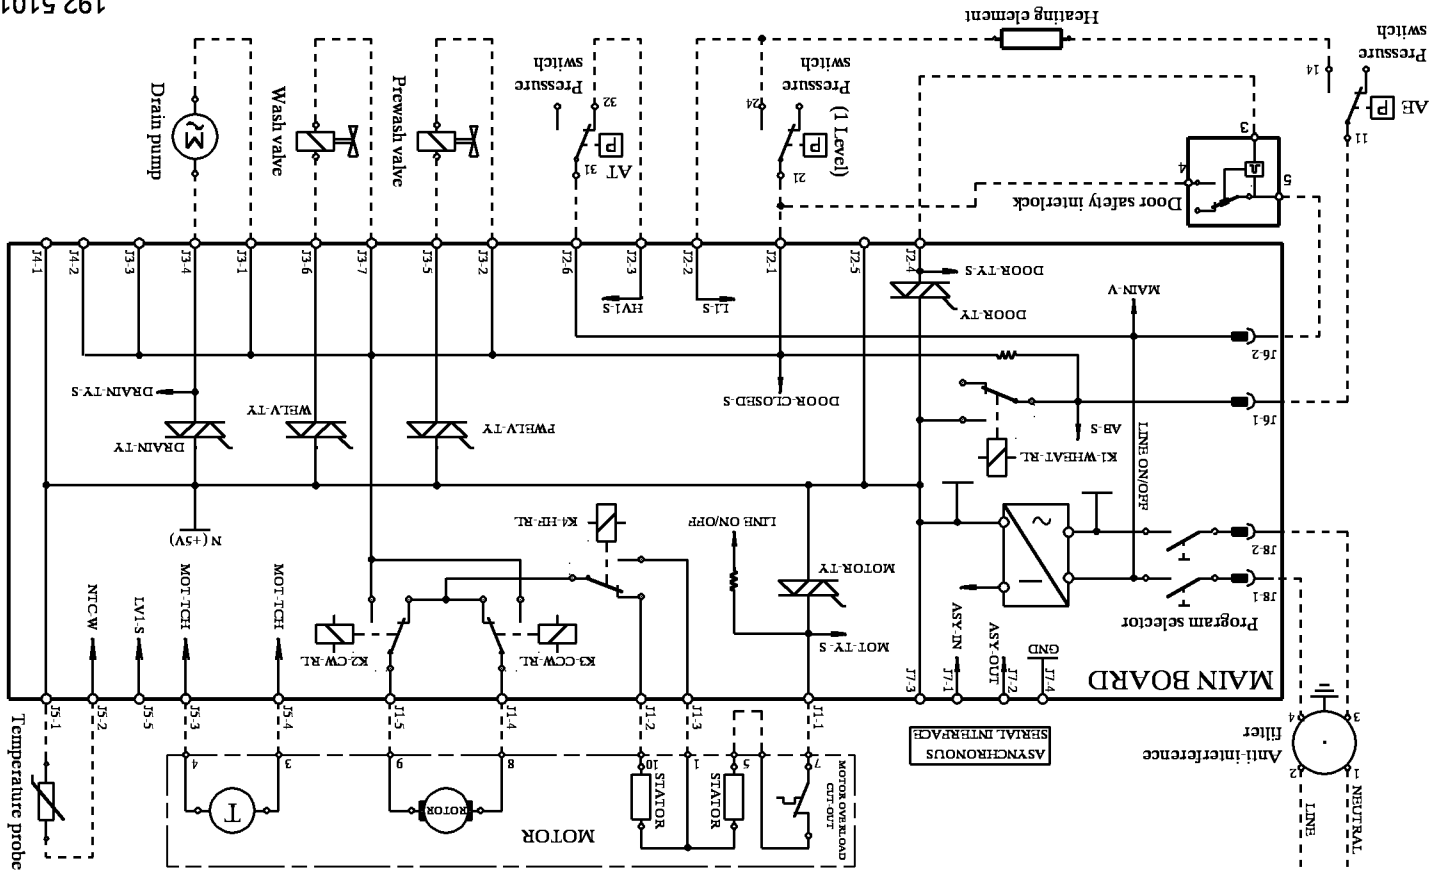 192 5101
Heating element
Pressure
switch
14
AE
P
11
3
4
5
Door safety interlock
Pressure
switch
(1 Level)
24
P
21
Pressure
switch
32
P
31
AT
Prewash valve
Wash valve
Drain pump
M
~
J4-1
J4-2
J3-3
J3-4
J3-1
J3-6
J3-7
J3-5
J3-2
J2-6
J2-3
J2-2
J2-1
J2-5
J2-4
DOOR-TY-S
DOOR-TY
MAIN-V
HV1-S
L1-S
J6-2
J6-1
DRAIN-TY-S
DRAIN-TY
WELV-TY
PWELV-TY
DOOR-CLOSED-S
AB-S
K1-WHEAT-RL
LINE ON/OFF
N (+5V)
K4-HF-RL
LINE ON/OFF
MOTOR-TY
MOT-TY-S
~
J8-2
J8-1
Program selector
NTC-W
LV1-S
MOT-TCH
MOT-TCH
K2-CW-RL
K3-CCW-RL
ASY-IN
ASY-OUT
GND
MAIN BOARD
J5-1
J5-2
J5-5
J5-3
J5-4
J1-5
J1-4
J1-2
J1-3
J1-1
J7-3
J7-1
J7-2
J7-4
ASYNCHRONOUS
SERIAL INTERFACE
Anti-interference
filter
3
4
1
2
NEUTRAL
LINE
Temperature probe
4
3
9
8
10
1
5
7
T
ROTOR
STATOR
STATOR
MOTOR OVERLOAD
CUT-OUT
MOTOR